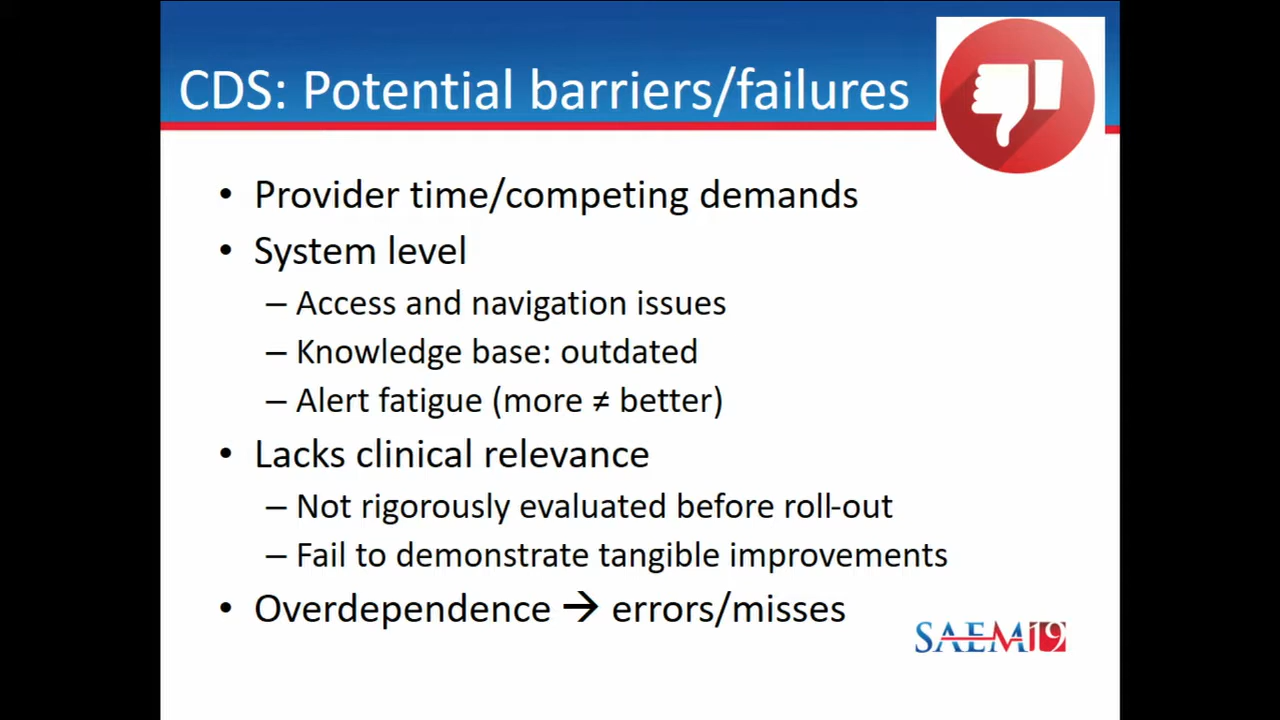 CDS: Potential barriers/failures
• Provider time/competing demands
• System level
– Access and navigation issues
– Knowledge base: outdated
– Alert fatigue (more ≠ better)
• Lacks clinical relevance
– Not rigorously evaluated before roll-out
– Fail to demonstrate tangible improvements
• Overdependence → errors/misses
SAEM19